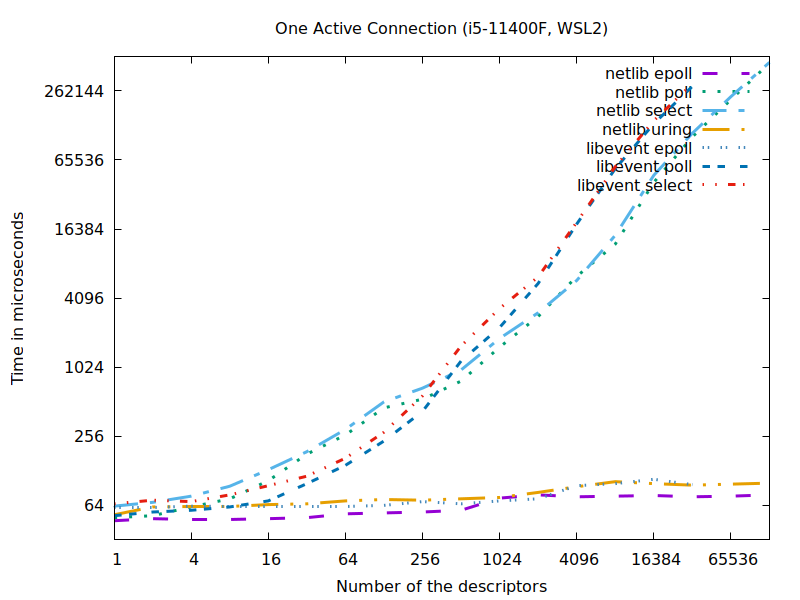 One Active Connection (i5-11400F, WSL2)
netlib epoll
netlib poll
netlib select
netlib uring
libevent epoll
libevent poll
libevent select
262144
65536
16384
4096
1024
256
64
Time in microseconds
1 4 16 64 256 1024 4096 16384 65536
Number of the descriptors